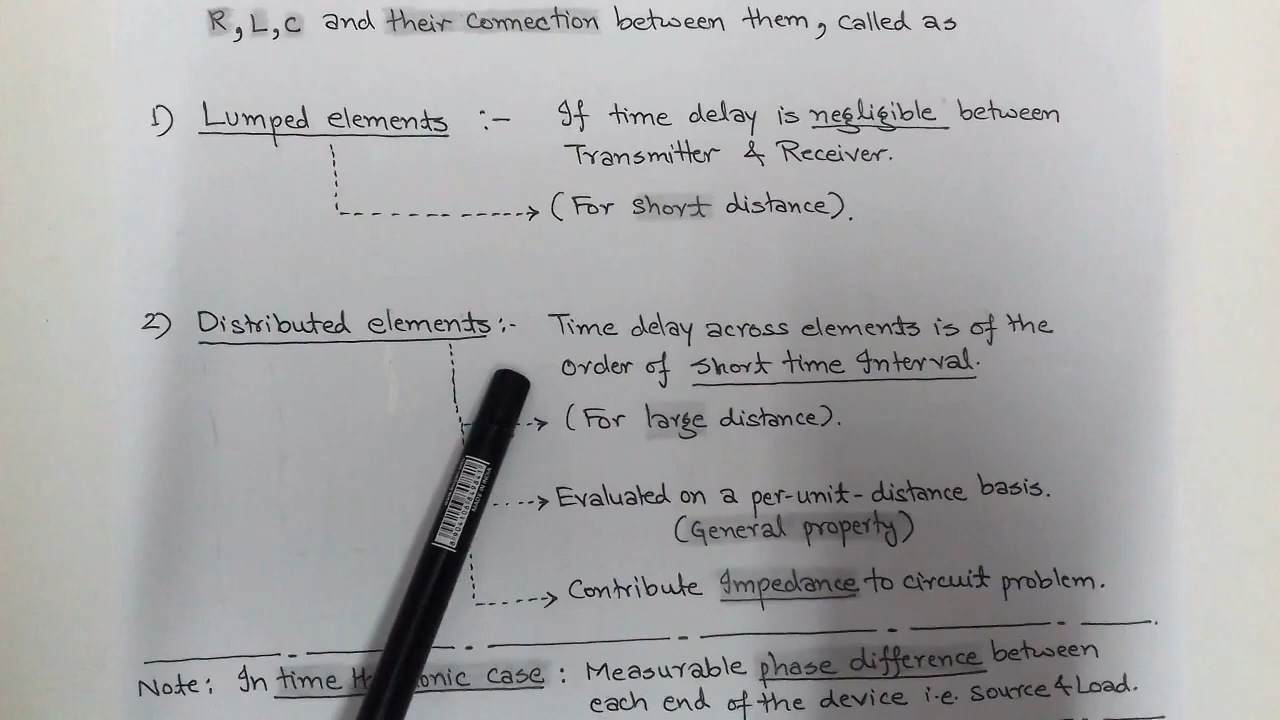 R, L, C and their connection between them, called as
1) Lumped elements :- If time delay is negligible between
Transmitter & Receiver.
(For short distance).
2) Distributed elements :- Time delay across elements is of the
order of short time Interval.
(For large distance).
Evaluated on a per-unit-distance basis.
(General property)
Contribute Impedance to circuit problem.
Note: In time H onic case : Measurable phase difference between
each end of the device i.e. source & Load.